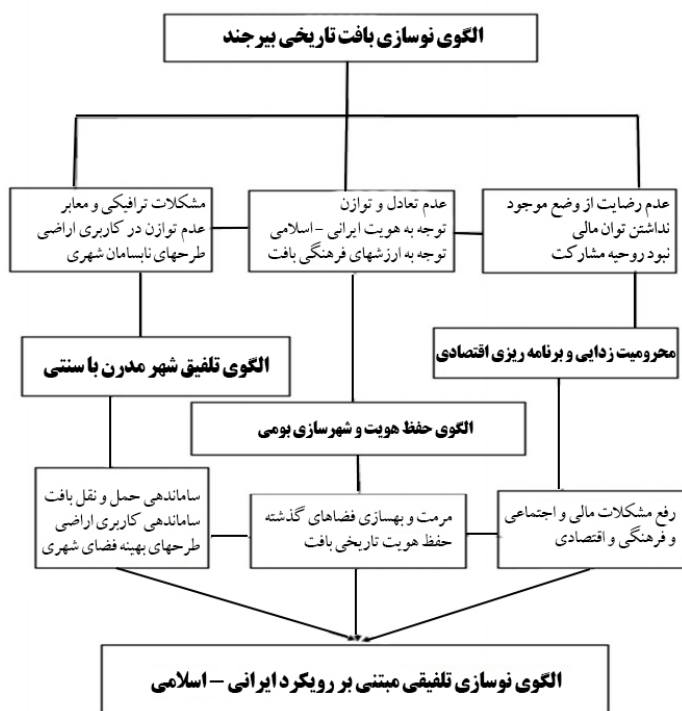 الگوی نوسازی بافت تاریخی بیرجند
عدم رضایت از وضع موجود
نداشتن توان مالی
نبود روحیه مشارکت
عدم تعادل و توازن
توجه به هویت ایرانی – اسلامی
توجه به ارزشهای فرهنگی بافت
مشکلات ترافیکی و معابر
عدم توازن در کاربری اراضی
طرحهای نابسامان شهری
محرومیت زدایی و برنامه ریزی اقتصادی
الگوی تلفیق شهر مدرن با سنتی
الگوی حفظ هویت و شهرسازی بومی
رفع مشکلات مالی و اجتماعی
و فرهنگی و اقتصادی
مرمت و بهسازی فضاهای گذشته
حفظ هویت تاریخی بافت
ساماندهی حمل و نقل بافت
ساماندهی کاربری اراضی
طرحهای بهینه فضای شهری
الگوی نوسازی تلفیقی مبتنی بر رویکرد ایرانی – اسلامی